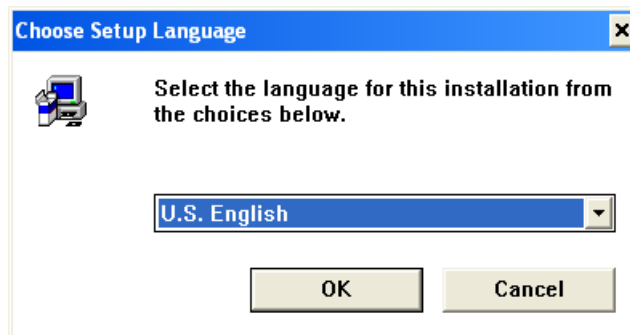 Choose Setup Language
Select the language for this installation from
the choices below.
U.S. English
OK
Cancel